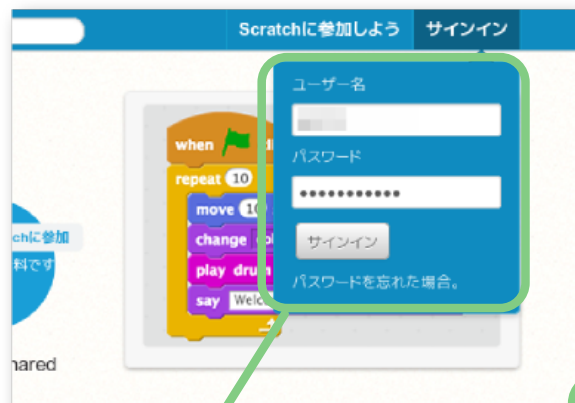 Scratchに参加しよう サインイン
ユーザー名
when
パスワード
repeat 10
•••••••••••
move 10
chに参加
サインイン
change
料です
play drum
パスワードを忘れた場合。
say
hared